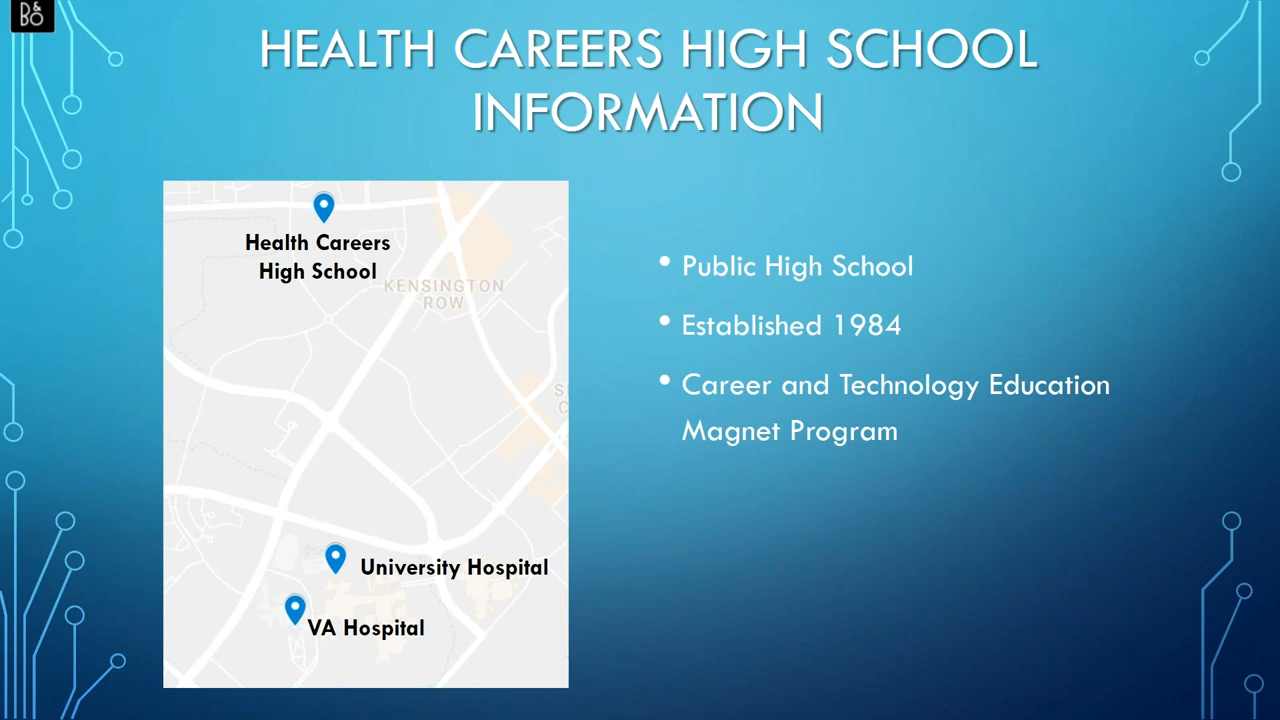 B&O
HEALTH CAREERS HIGH SCHOOL
INFORMATION
Health Careers
High School
KENSINGTON
ROW
University Hospital
VA Hospital
• Public High School
• Established 1984
• Career and Technology Education
Magnet Program